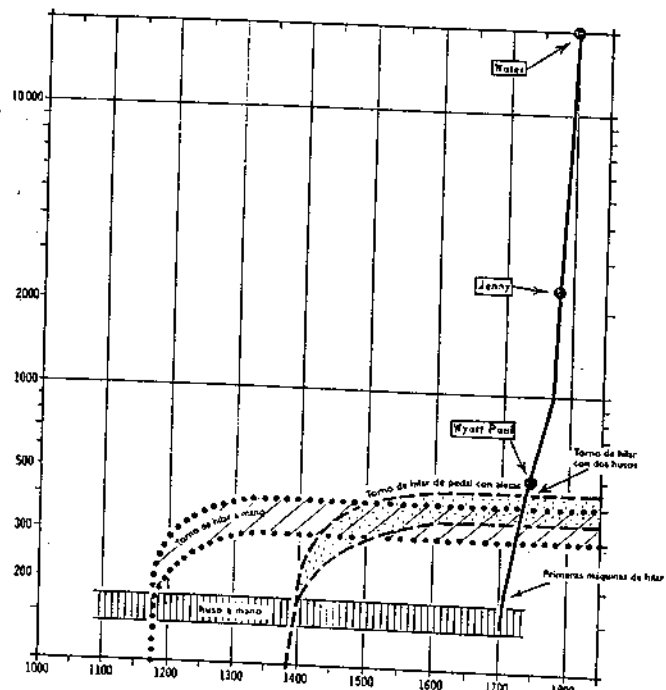 Water
10 000
Jenny
2000
1000
Wyatt Paul
Torno de hilar
con dos husos
500
Torno de hilar de pedal con aletas
300
Torno de hilar a mano
200
Primeras máquinas de hilar
huso a mano
1000 1100 1200 1300 1400 1500 1600 1700 1800